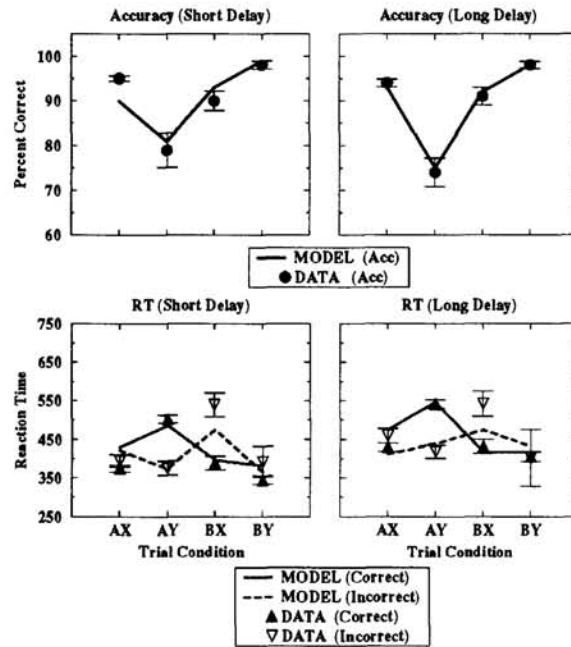 Accuracy (Short Delay) Accuracy (Long Delay)
Percent Correct
100
90
80
70
60
MODEL (Acc)
DATA (Acc)
RT (Short Delay) RT (Long Delay)
Reaction Time
750
650
550
450
350
250
AX AY BX BY AX AY BX BY
Trial Condition Trial Condition
MODEL (Correct)
MODEL (Incorrect)
DATA (Correct)
DATA (Incorrect)